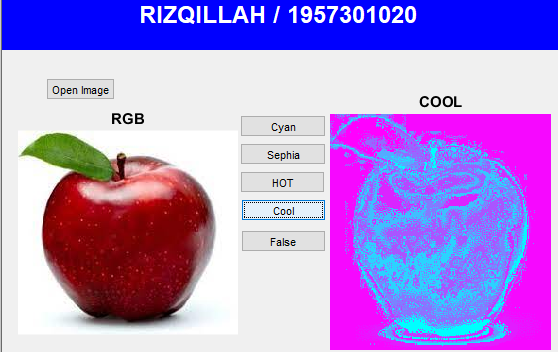 RIZQILLAH / 1957301020
Open Image
RGB
COOL
Cyan
Sephia
HOT
Cool
False